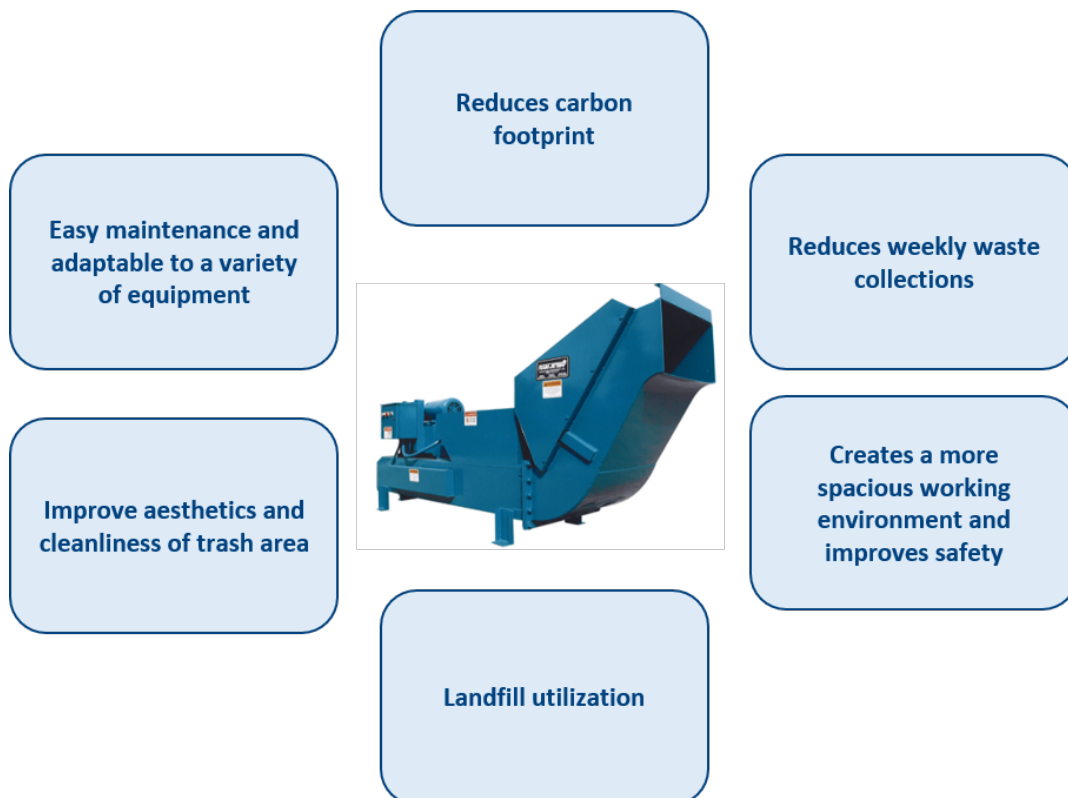 Reduces carbon
footprint
Easy maintenance and
adaptable to a variety
of equipment
Reduces weekly waste
collections
Improve aesthetics and
cleanliness of trash area
Creates a more
spacious working
environment and
improves safety
Landfill utilization